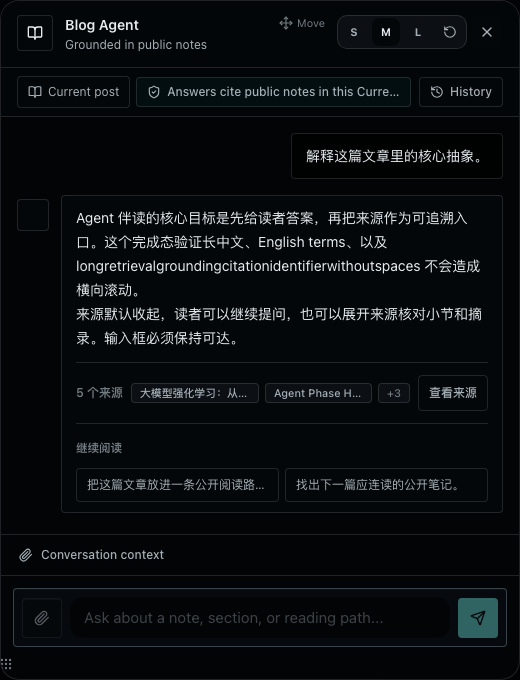 Blog Agent
Grounded in public notes
Move
S M L
Current post
Answers cite public notes in this Curre...
History
解释这篇文章里的核心抽象。
Agent 伴读的核心目标是先给读者答案，再把来源作为可追溯入
口。这个完成态验证长中文、English terms、以及
longretrievalgroundingcitationidentifierwithoutspaces 不会造成
横向滚动。
来源默认收起，读者可以继续提问，也可以展开来源核对小节和摘
录。输入框必须保持可达。
5 个来源 大模型强化学习：从... Agent Phase H... +3 查看来源
继续阅读
把这篇文章放进一条公开阅读路... 找出下一篇应连读的公开笔记。
Conversation context
Ask about a note, section, or reading path...